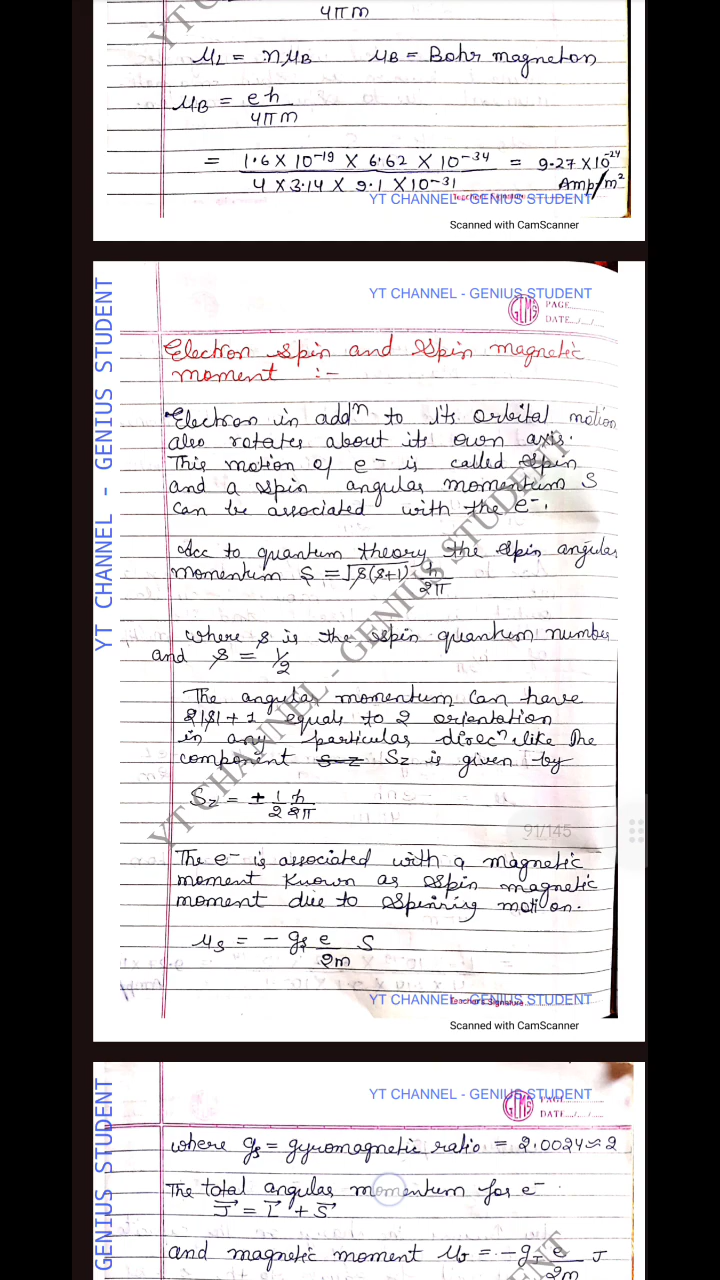 4πm
μL = nμB μB = Bohr magneton
μB = eh
4πm
= 1.6 X 10-19 X 6.62 X 10-34 = 9.27 X 10-24
4 X 3.14 X 9.1 X 10-31 Amp/m2
YT CHANNEL - GENIUS STUDENT
Scanned with CamScanner
YT CHANNEL - GENIUS STUDENT
PAGE
DATE
Electron spin and spin magnetic
moment :-
Electron in addn to its orbital motion
also rotates about its own axis.
This motion of e- is called spin
and a spin angular momentum S
can be associated with the e-.
Acc to quantum theory the spin angular
momentum S = √s(s+1) h
2π
where s is the spin quantum number
and s = 1/2
The angular momentum can have
2|s|+1 equals to 2 orientation
in any particular direcn like the
component S-z Sz is given by
Sz = ± 1 h
2 2π
91/145
The e- is associated with a magnetic
moment known as spin magnetic
moment due to spinning motion.
μs = - gs e S
2m
YT CHANNEL - GENIUS STUDENT
Teacher's Signature
Scanned with CamScanner
YT CHANNEL - GENIUS STUDENT
YT CHANNEL - GENIUS STUDENT
DATE
where gs = gyromagnetic ratio = 2.0024 ≈ 2
The total angular momentum for e-
J = L + S
and magnetic moment μJ = - gJ e J
2m
GENIUS STUDENT